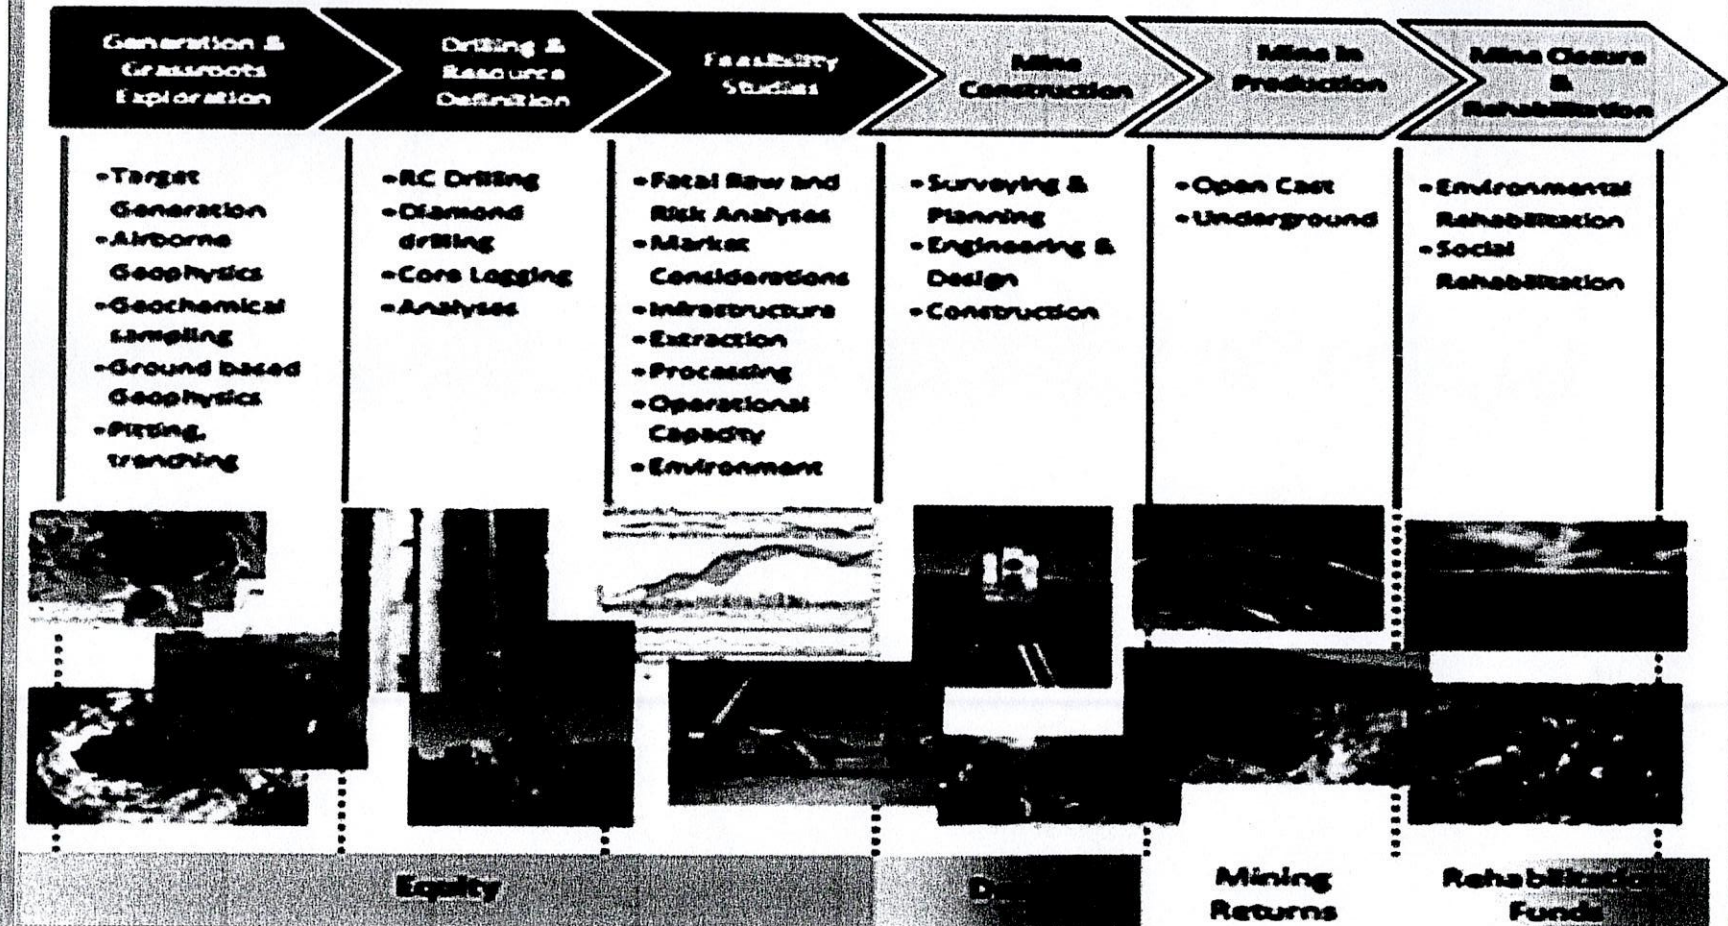 Generation &
Grassroots
Exploration
Drilling &
Resource
Definition
Feasibility
Studies
Mine
Construction
Mine in
Production
Mine Closure
&
Rehabilitation
•Target
Generation
•Airborne
Geophysics
•Geochemical
sampling
•Ground based
Geophysics
•Pitting,
trenching
•RC Drilling
•Diamond
drilling
•Core Logging
•Analyses
•Fatal flaw and
Risk Analyses
•Market
Considerations
•Infrastructure
•Extraction
•Processing
•Operational
Capacity
•Environment
•Surveying &
Planning
•Engineering &
Design
•Construction
•Open Cast
•Underground
•Environmental
Rehabilitation
•Social
Rehabilitation
Equity
Mining
Returns
Rehabilitation
Funds